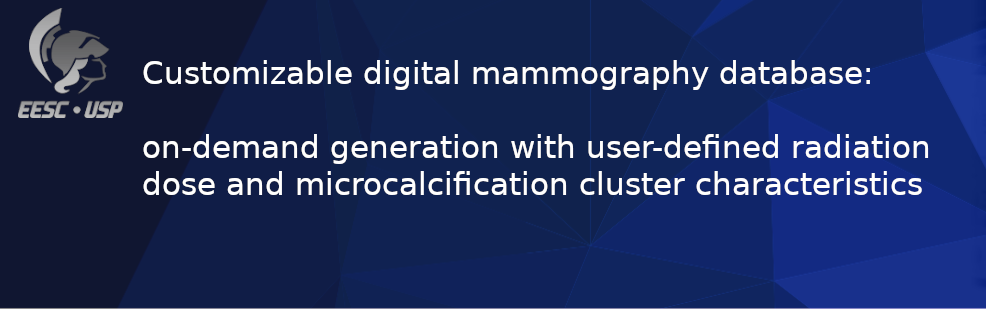 EESC • USP
Customizable digital mammography database:
on-demand generation with user-defined radiation
dose and microcalcification cluster characteristics